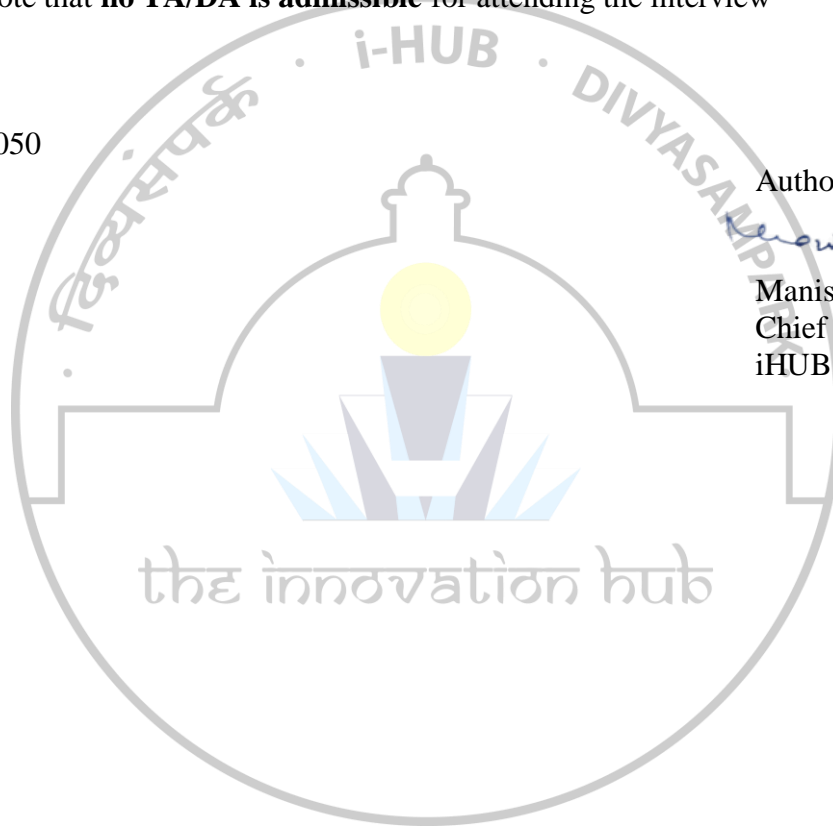 ote that no TA/DA is admissible for attending the interview
i-HUB
DIVYASAMPARK
दिव्यसंपर्क
050
Autho
Manis
Chief
iHUB
the innovation hub